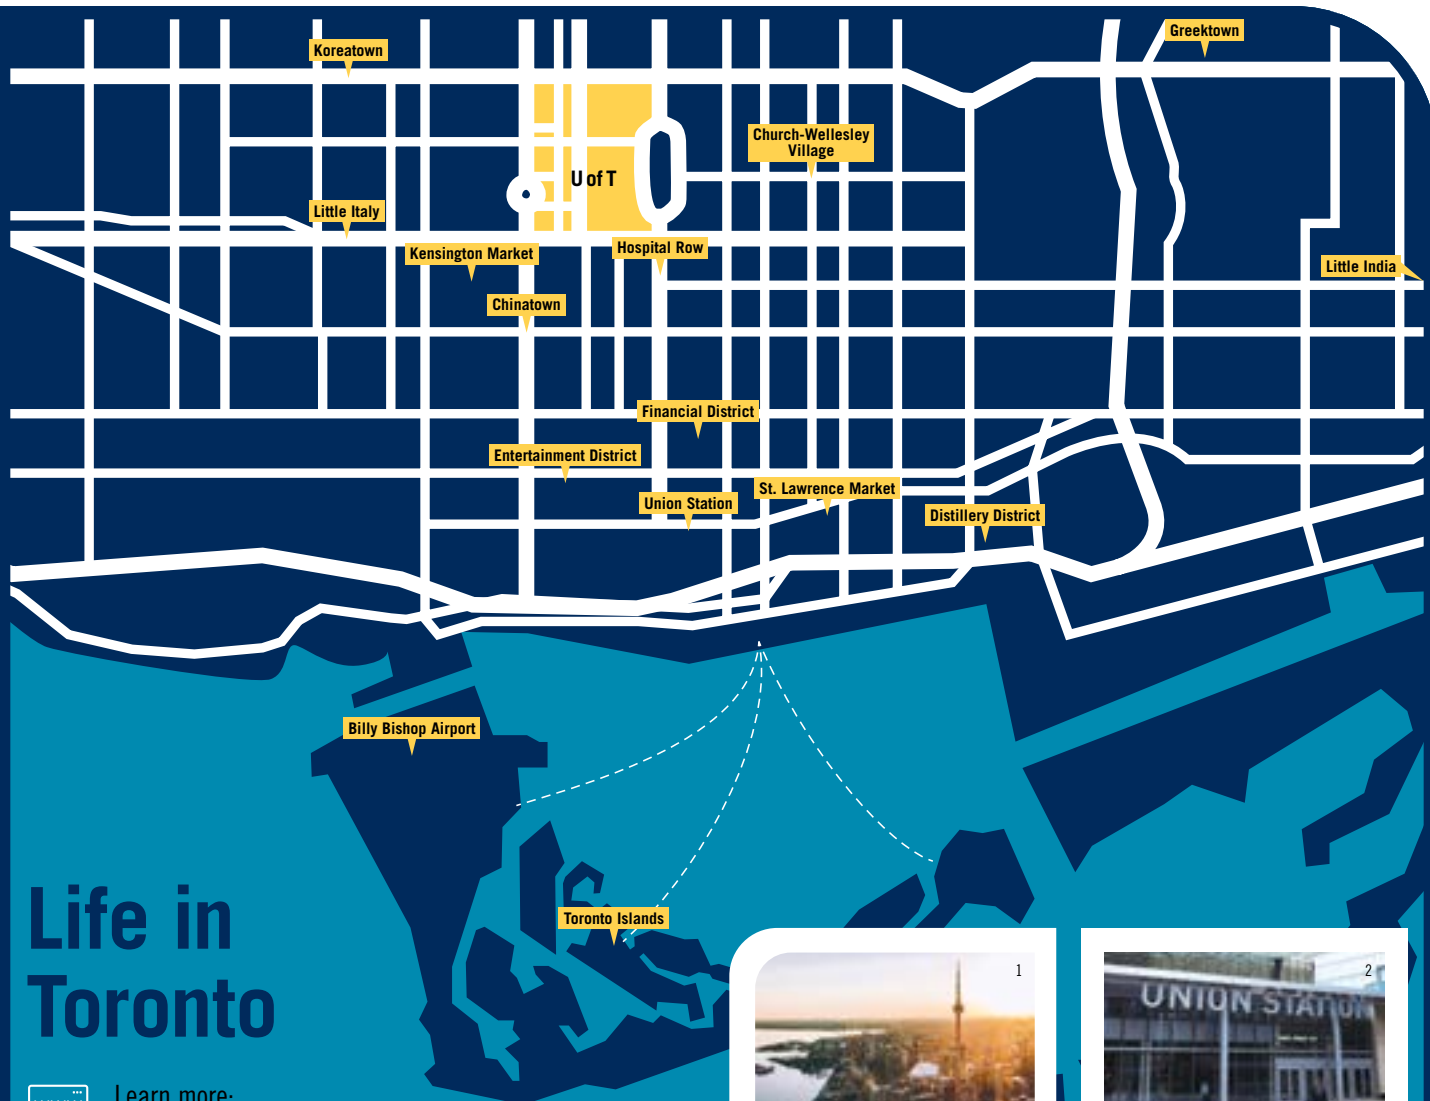 Koreatown
Greektown
Church-Wellesley
Village
U of T
Little Italy
Kensington Market
Hospital Row
Little India
Chinatown
Financial District
Entertainment District
Union Station
St. Lawrence Market
Distillery District
Billy Bishop Airport
Toronto Islands
Life in
Toronto
Learn more:
1
2
UNION STATION